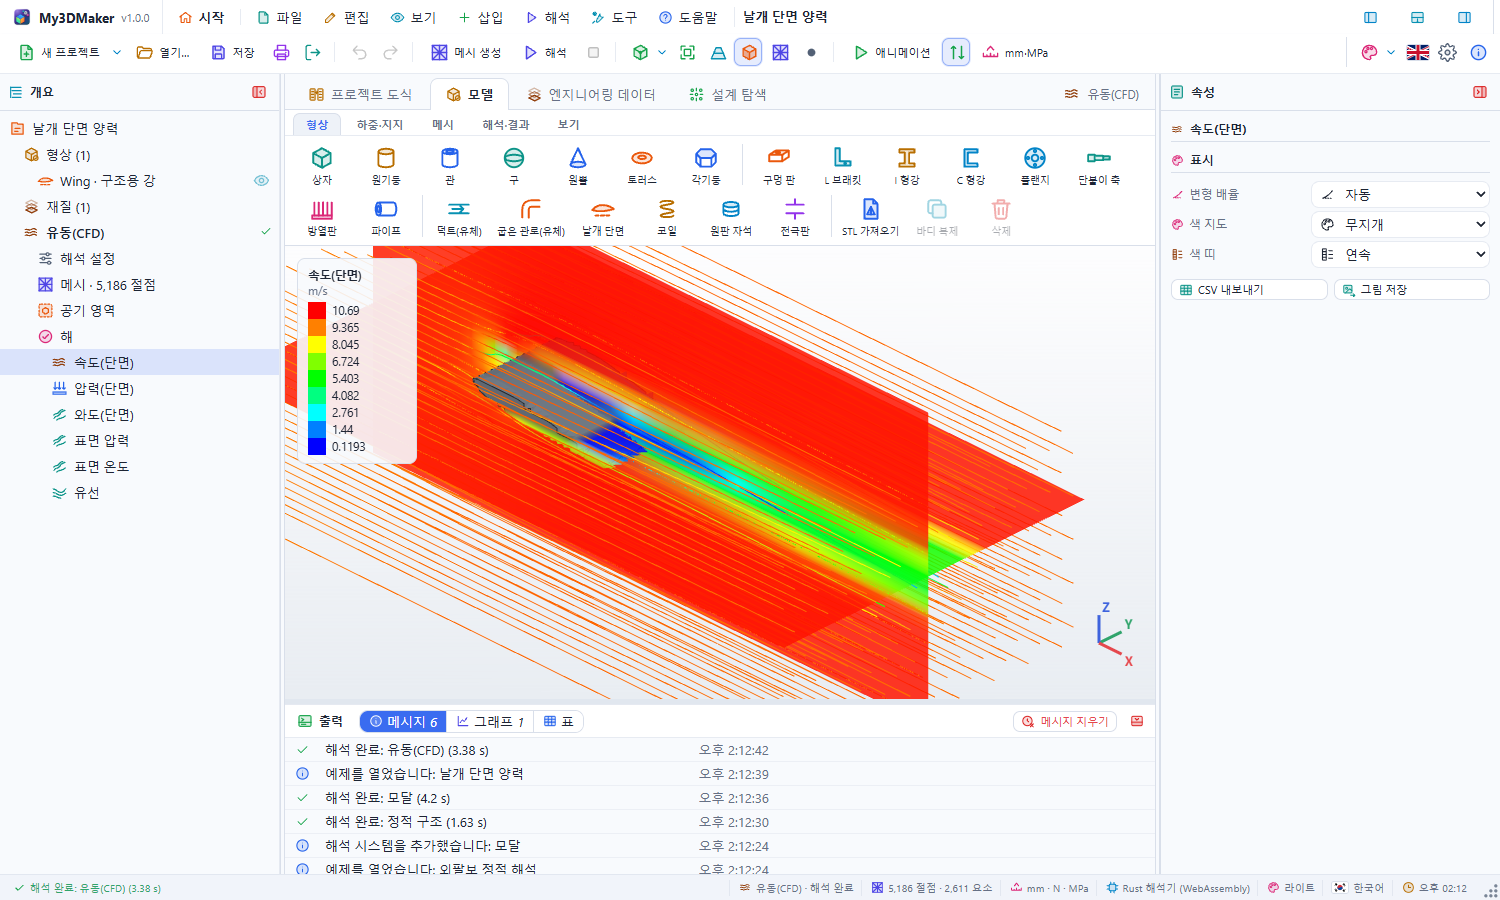 My3DMaker v1.0.0 시작 파일 편집 보기 삽입 해석 도구 도움말 날개 단면 양력
새 프로젝트 열기... 저장 메시 생성 해석 애니메이션 mm·MPa
개요
날개 단면 양력
형상 (1)
Wing · 구조용 강
재질 (1)
유동(CFD)
해석 설정
메시 · 5,186 절점
공기 영역
해
속도(단면)
압력(단면)
와도(단면)
표면 압력
표면 온도
유선
프로젝트 도식 모델 엔지니어링 데이터 설계 탐색 유동(CFD)
형상 하중·지지 메시 해석·결과 보기
상자 원기둥 관 구 원뿔 토러스 각기둥 구멍 판 L 브래킷 I 형강 C 형강 플랜지 단붙이 축
방열판 파이프 덕트(유체) 굽은 관로(유체) 날개 단면 코일 원판 자석 전극판 STL 가져오기 바디 복제 삭제
속도(단면)
m/s
10.69
9.365
8.045
6.724
5.403
4.082
2.761
1.44
0.1193
Z
Y
X
출력 메시지 6 그래프 1 표 메시지 지우기
해석 완료: 유동(CFD) (3.38 s) 오후 2:12:42
예제를 열었습니다: 날개 단면 양력 오후 2:12:39
해석 완료: 모달 (4.2 s) 오후 2:12:36
해석 완료: 정적 구조 (1.63 s) 오후 2:12:30
해석 시스템을 추가했습니다: 모달 오후 2:12:24
예제를 열었습니다: 외팔보 정적 해석 오후 2:12:24
속성
속도(단면)
표시
변형 배율 자동
색 지도 무지개
색 띠 연속
CSV 내보내기 그림 저장
해석 완료: 유동(CFD) (3.38 s) 유동(CFD) · 해석 완료 5,186 절점 · 2,611 요소 mm · N · MPa Rust 해석기 (WebAssembly) 라이트 한국어 오후 02:12